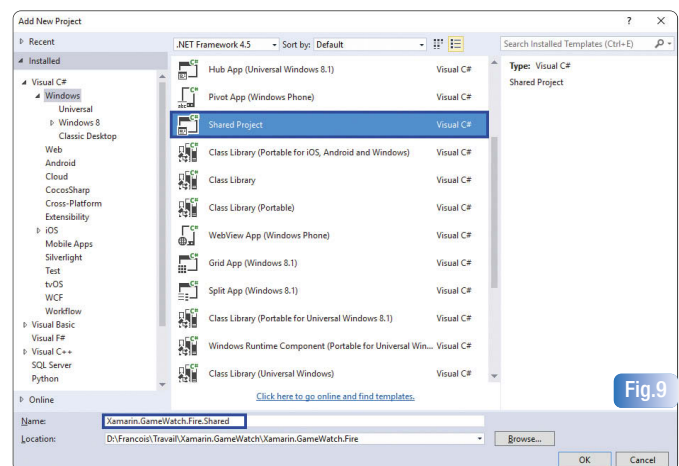 Add New Project
? ×
Recent
.NET Framework 4.5
Sort by: Default
Search Installed Templates (Ctrl+E)
Installed
Visual C#
Windows
Universal
Windows 8
Classic Desktop
Web
Android
Cloud
CocosSharp
Cross-Platform
Extensibility
iOS
Mobile Apps
Silverlight
Test
tvOS
WCF
Workflow
Visual Basic
Visual F#
Visual C++
SQL Server
Python
Online
Hub App (Universal Windows 8.1) Visual C#
Pivot App (Windows Phone) Visual C#
Shared Project Visual C#
Class Library (Portable for iOS, Android and Windows) Visual C#
Class Library Visual C#
Class Library (Portable) Visual C#
WebView App (Windows Phone) Visual C#
Grid App (Windows 8.1) Visual C#
Split App (Windows 8.1) Visual C#
Class Library (Portable for Universal Windows 8.1) Visual C#
Windows Runtime Component (Portable for Universal Win... Visual C#
Class Library (Universal Windows) Visual C#
Click here to go online and find templates.
Type: Visual C#
Shared Project
Fig.9
Name: Xamarin.GameWatch.Fire.Shared
Location: D:\Francois\Travail\Xamarin.GameWatch\Xamarin.GameWatch.Fire
Browse...
OK Cancel